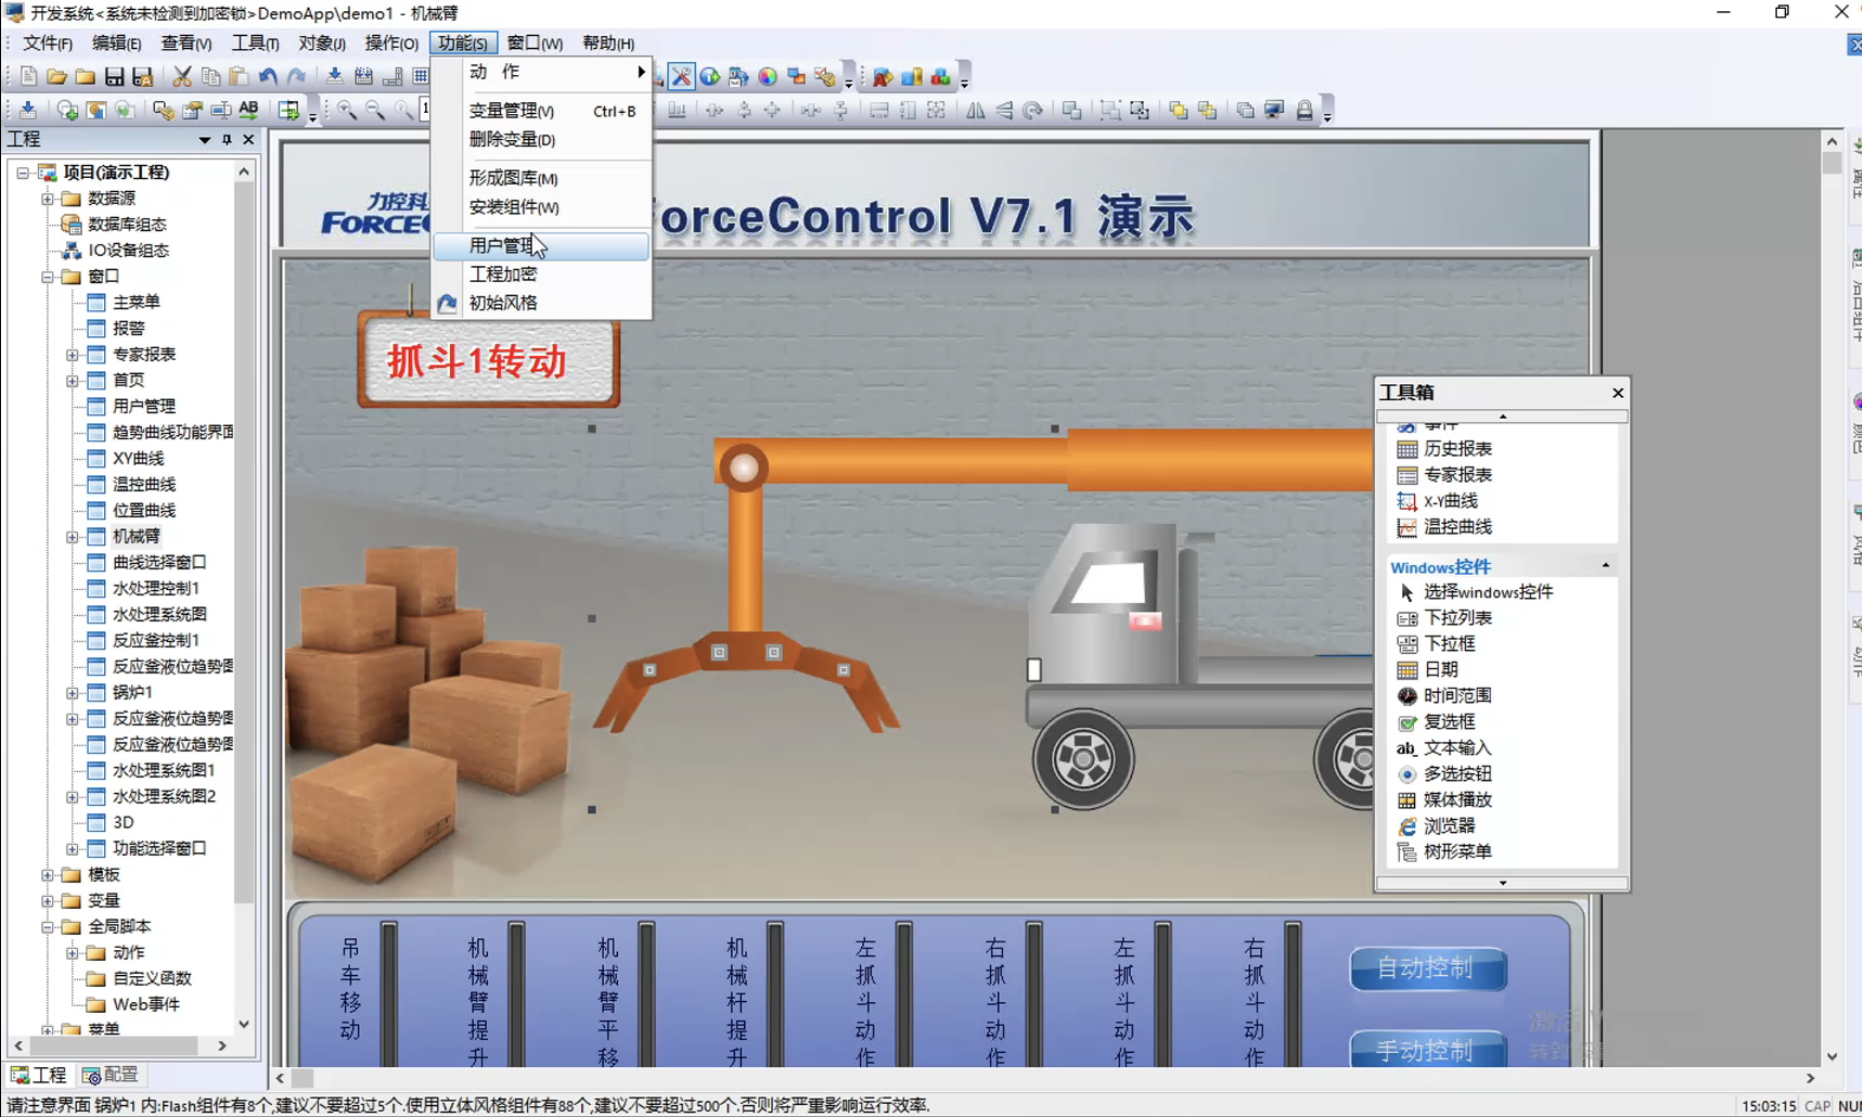 开发系统<系统未检测到加密锁>DemoApp\demo1 - 机械臂
文件(F) 编辑(E) 查看(V) 工具(T) 对象(J) 操作(O) 功能(S) 窗口(W) 帮助(H)
动 作
变量管理(V) Ctrl+B
删除变量(D)
形成图库(M)
安装组件(W)
用户管理
工程加密
初始风格
工程
项目(演示工程)
数据源
数据库组态
IO设备组态
窗口
主菜单
报警
专家报表
首页
用户管理
趋势曲线功能界面
XY曲线
温控曲线
位置曲线
机械臂
曲线选择窗口
水处理控制1
水处理系统图
反应釜控制1
反应釜液位趋势图
锅炉1
反应釜液位趋势图
反应釜液位趋势图
水处理系统图1
水处理系统图2
3D
功能选择窗口
模板
变量
全局脚本
动作
自定义函数
Web事件
菜单
工程 配置
力控科
FORCEC
ForceControl V7.1 演示
抓斗1转动
工具箱
事件
历史报表
专家报表
X-Y曲线
温控曲线
Windows控件
选择windows控件
下拉列表
下拉框
日期
时间范围
复选框
文本输入
多选按钮
媒体播放
浏览器
树形菜单
吊车移动
机械臂提升
机械臂平移
机械杆提升
左抓斗动作
右抓斗动作
左抓斗动作
右抓斗动作
自动控制
手动控制
请注意界面 锅炉1 内:Flash组件有8个,建议不要超过5个.使用立体风格组件有88个,建议不要超过500个.否则将严重影响运行效率.
15:03:15 CAP NUM